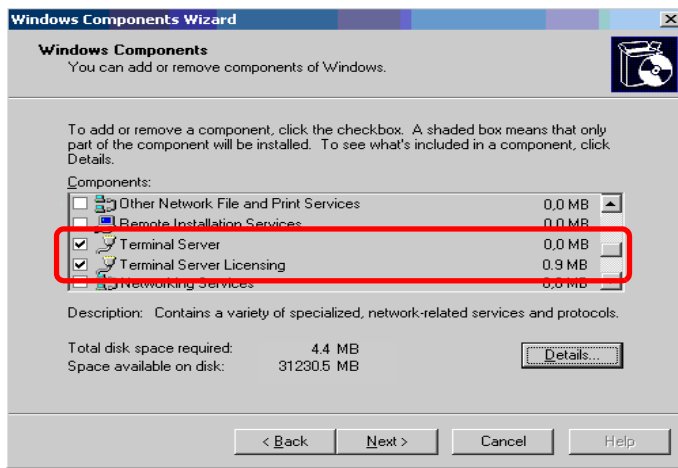 Windows Components Wizard
Windows Components
You can add or remove components of Windows.
To add or remove a component, click the checkbox. A shaded box means that only
part of the component will be installed. To see what's included in a component, click
Details.
Components:
Other Network File and Print Services 0,0 MB
Remote Installation Services 0,0 MB
Terminal Server 0,0 MB
Terminal Server Licensing 0.9 MB
Networking Services 0,0 MB
Description: Contains a variety of specialized, network-related services and protocols.
Total disk space required: 4.4 MB
Space available on disk: 31230.5 MB
Details...
< Back Next > Cancel Help